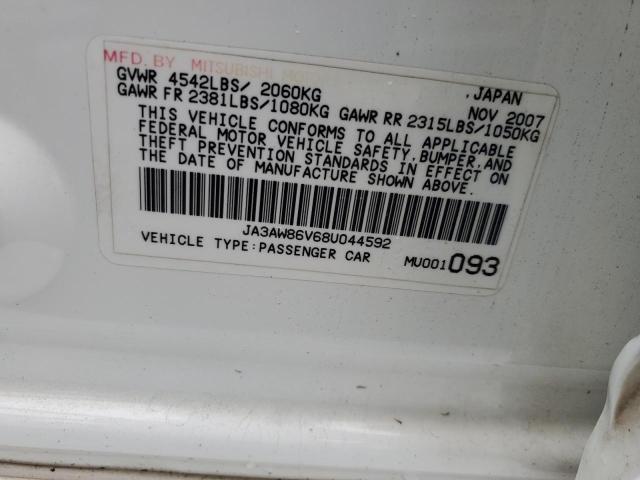 MFD. BY MITSUBISHI
GVWR 4542LBS/ 2060KG ,JAPAN
GAWR FR 2381LBS/1080KG GAWR RR 2315LBS/1050KG NOV 2007
THIS VEHICLE CONFORMS TO ALL APPLICABLE
FEDERAL MOTOR VEHICLE SAFETY, BUMPER, AND
THEFT PREVENTION STANDARDS IN EFFECT ON
THE DATE OF MANUFACTURE SHOWN ABOVE.
JA3AW86V68U044592
VEHICLE TYPE:PASSENGER CAR MU001093